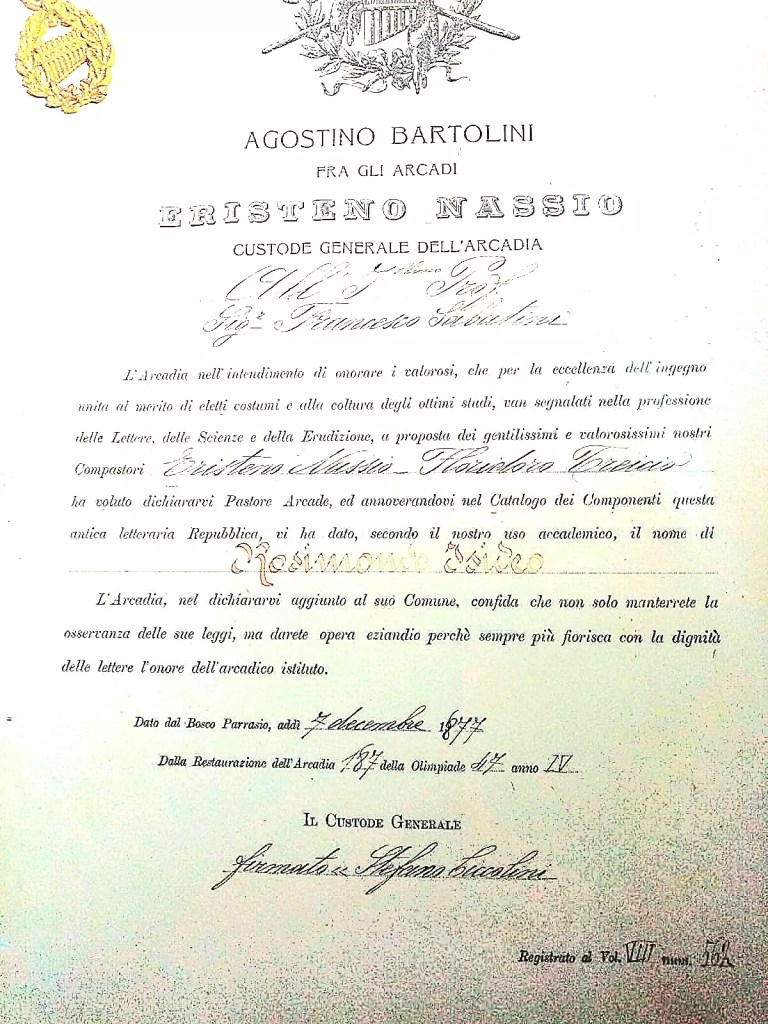 AGOSTINO BARTOLINI
FRA GLI ARCADI
ERISTENO NASSIO
CUSTODE GENERALE DELL'ARCADIA
All' Illmo Prof.
Sigr Francesco Sabatini
L'Arcadia nell'intendimento di onorare i valorosi, che per la eccellenza dell'ingegno
unita al merito di eletti costumi e alla coltura degli ottimi studi, van segnalati nella professione
delle Lettere, delle Scienze e della Erudizione, a proposta dei gentilissimi e valorosissimi nostri
Compastori Eristeno Nassio - Floridoro
ha voluto dichiararvi Pastore Arcade, ed annoverandovi nel Catalogo dei Componenti questa
antica letteraria Repubblica, vi ha dato, secondo il nostro uso accademico, il nome di
Rosimondo
L'Arcadia, nel dichiararvi aggiunto al suo Comune, confida che non solo manterrete la
osservanza delle sue leggi, ma darete opera eziandio perchè sempre più fiorisca con la dignità
delle lettere l'onore dell'arcadico istituto.
Dato dal Bosco Parrasio, addì 7 decembre 1877
Dalla Restaurazione dell'Arcadia 187 della Olimpiade 47 anno IV
IL CUSTODE GENERALE
firmato = Stefano Ciccolini
Registrato al Vol. VIII num.